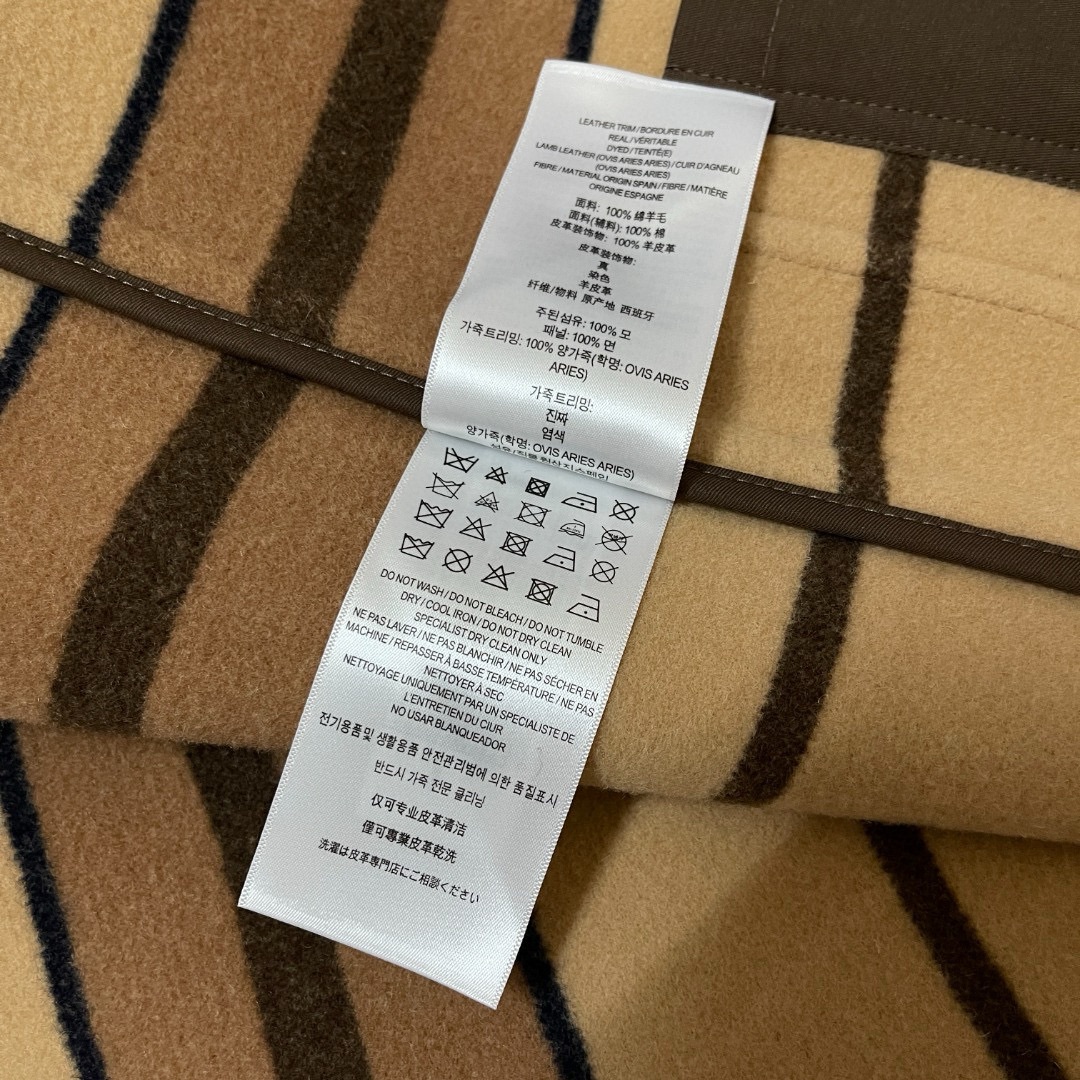 LEATHER TRIM / BORDURE EN CUIR
REAL / VÉRITABLE
DYED / TEINTÉ(E)
LAMB LEATHER (OVIS ARIES ARIES) / CUIR D'AGNEAU
(OVIS ARIES ARIES)
FIBRE / MATERIAL ORIGIN SPAIN / FIBRE / MATIÈRE
ORIGINE ESPAGNE
面料: 100% 绵羊毛
面料(辅料): 100% 棉
皮革装饰物: 100% 羊皮革
皮革装饰物:
真
染色
羊皮革
纤维/物料 原产地 西班牙
주된섬유: 100% 모
패널: 100% 면
가죽트리밍: 100% 양가죽(학명: OVIS ARIES
ARIES)
가죽트리밍:
진짜
염색
양가죽(학명: OVIS ARIES ARIES)
DO NOT WASH / DO NOT BLEACH / DO NOT TUMBLE
DRY / COOL IRON / DO NOT DRY CLEAN
SPECIALIST DRY CLEAN ONLY
NE PAS LAVER / NE PAS BLANCHIR / NE PAS SÉCHER EN
MACHINE / REPASSER À BASSE TEMPÉRATURE / NE PAS
NETTOYER À SEC
NETTOYAGE UNIQUEMENT PAR UN SPECIALISTE DE
L'ENTRETIEN DU CIUR
NO USAR BLANQUEADOR
전기용품및 생활용품 안전관리법에 의한 품질표시
반드시 가죽 전문 클리닝
仅可专业皮革清洁
僅可專業皮革乾洗
洗濯は皮革専門店にご相談ください